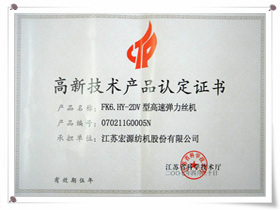 高新技术产品认定证书
产品名称：FK6.HY-2DV型高速弹力丝机
产品编号：070211G0005N
承担单位：江苏宏源纺机股份有限公司
有效期伍年